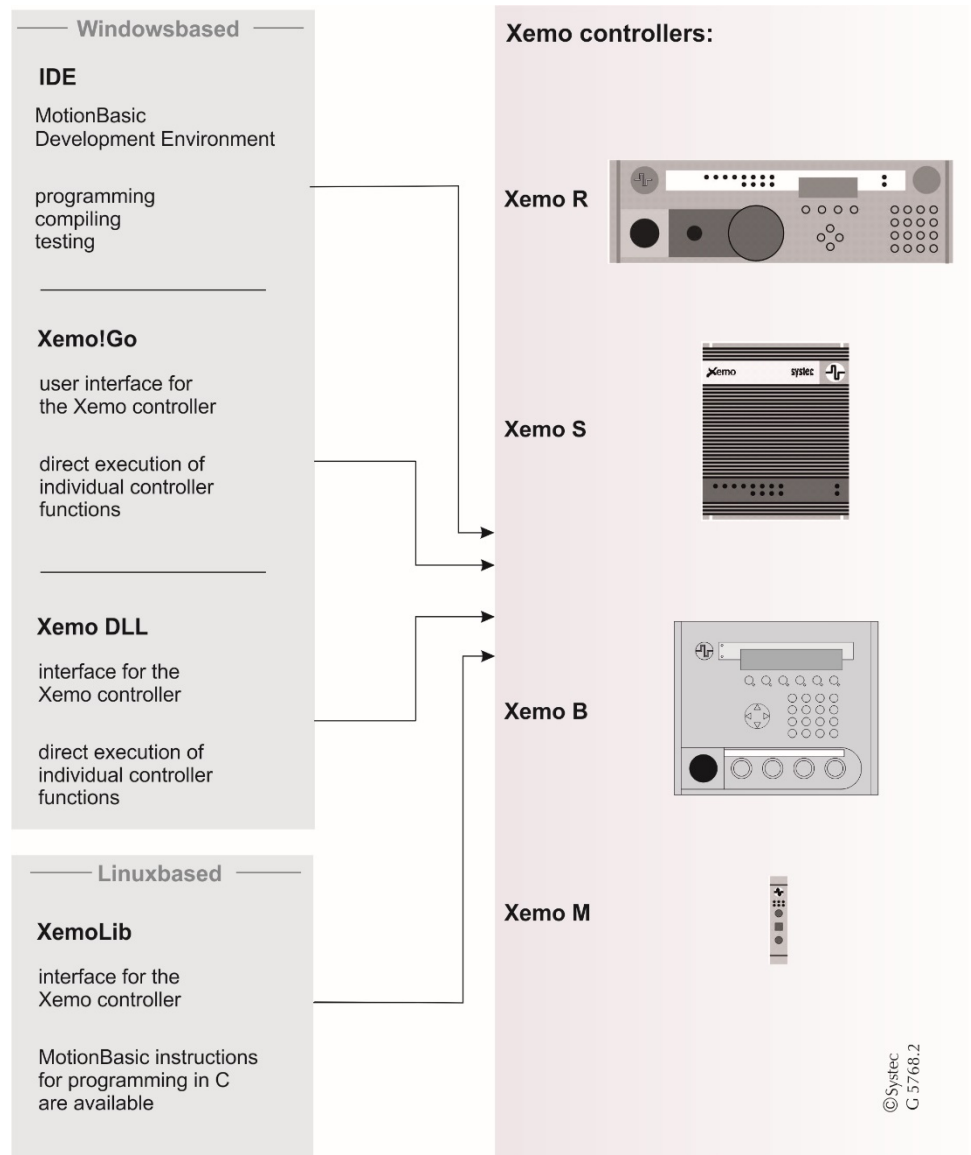 Windowsbased
IDE
MotionBasic
Development Environment
programming
compiling
testing
Xemo!Go
user interface for
the Xemo controller
direct execution of
individual controller
functions
Xemo DLL
interface for the
Xemo controller
direct execution of
individual controller
functions
Linuxbased
XemoLib
interface for the
Xemo controller
MotionBasic instructions
for programming in C
are available
Xemo controllers:
Xemo R
Xemo S
Xemo systec
Xemo B
Xemo M
©Systec
G 5768.2